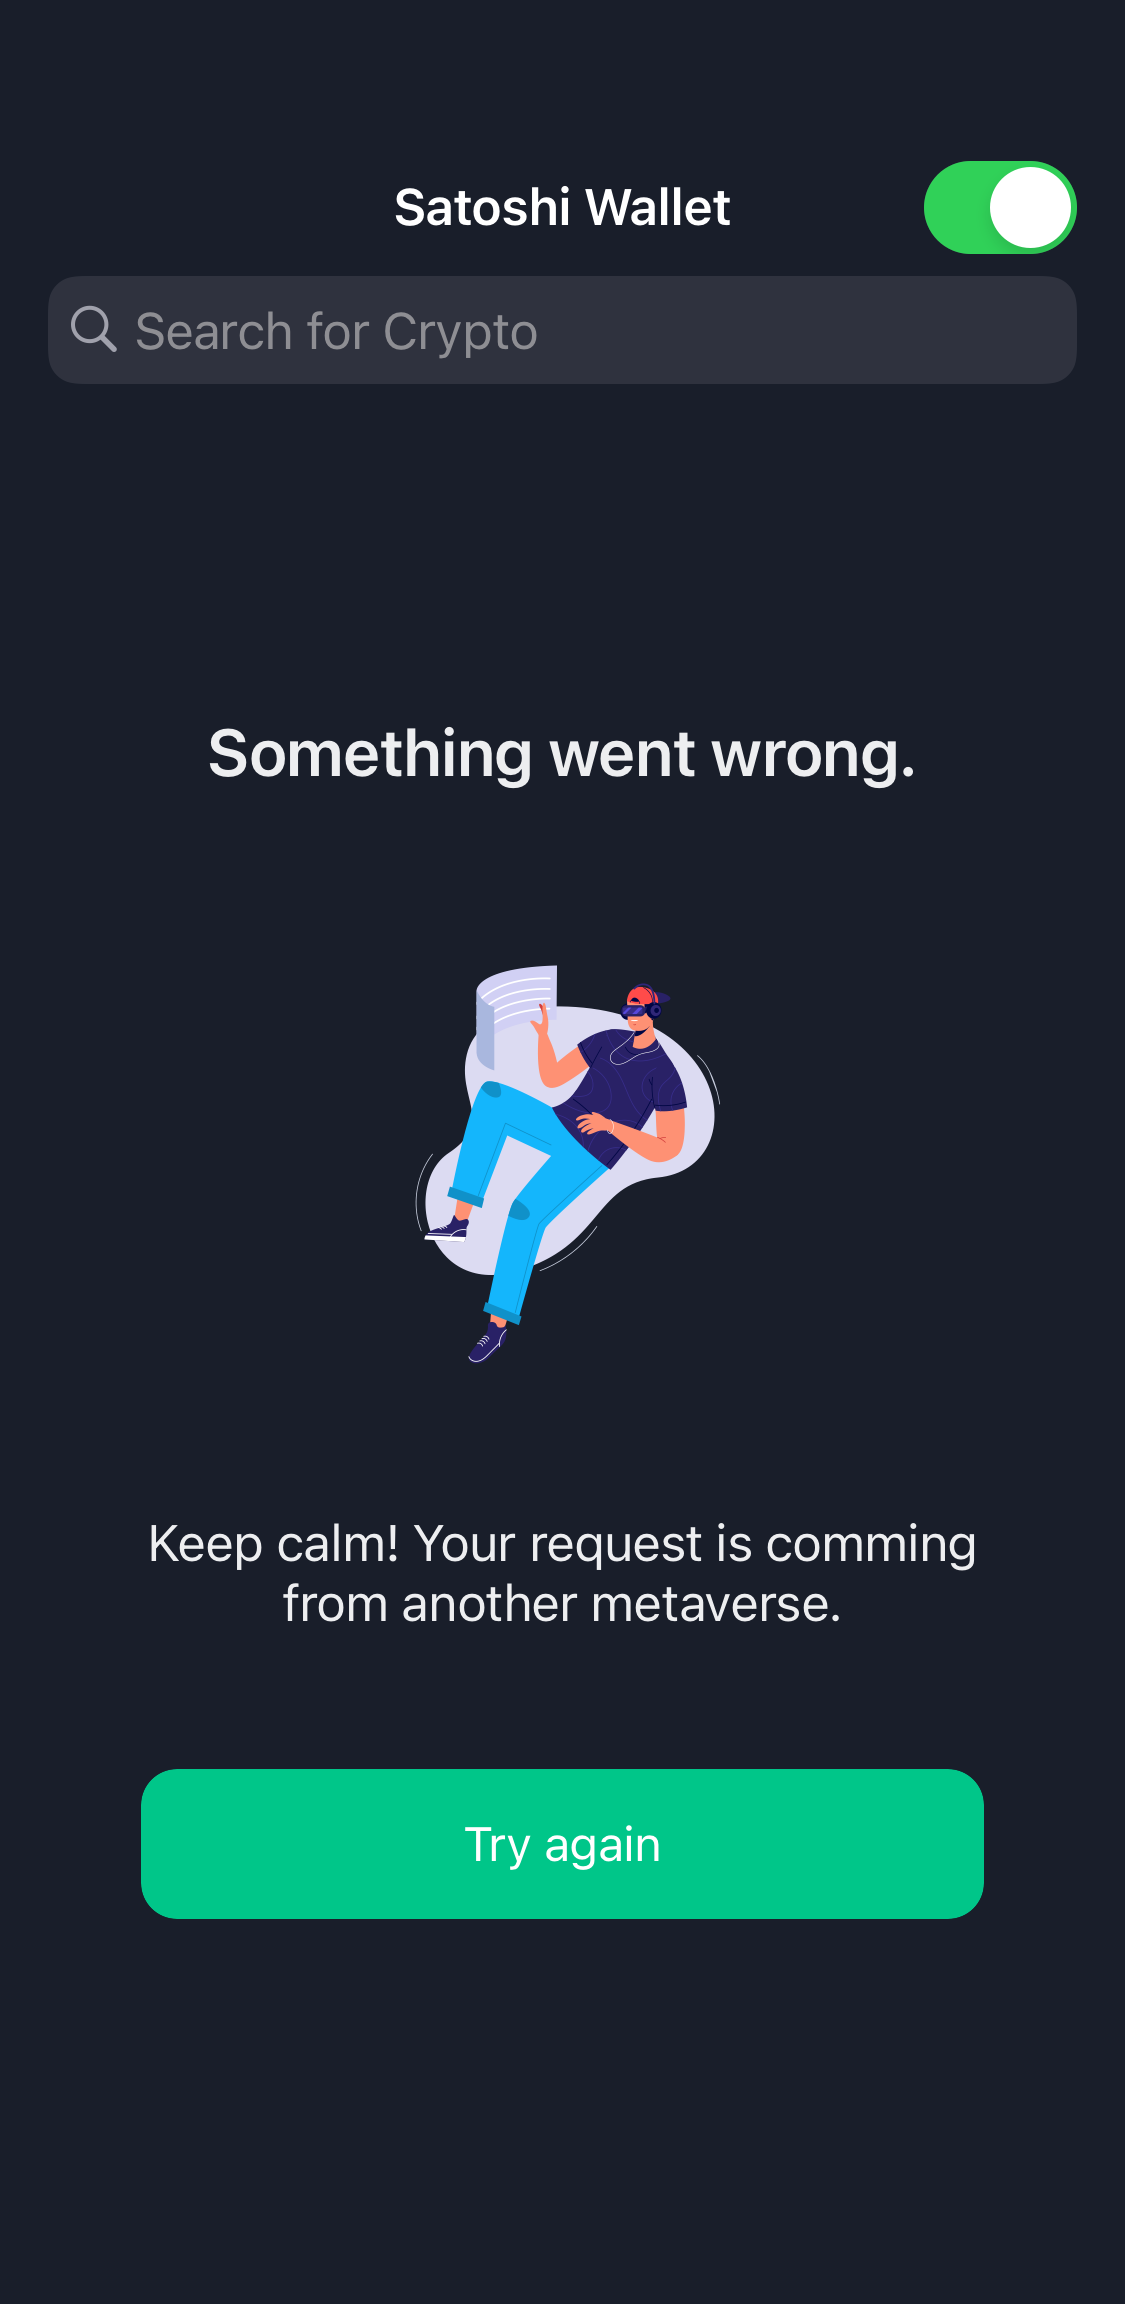 Satoshi Wallet
Search for Crypto
Something went wrong.
Keep calm! Your request is comming
from another metaverse.
Try again